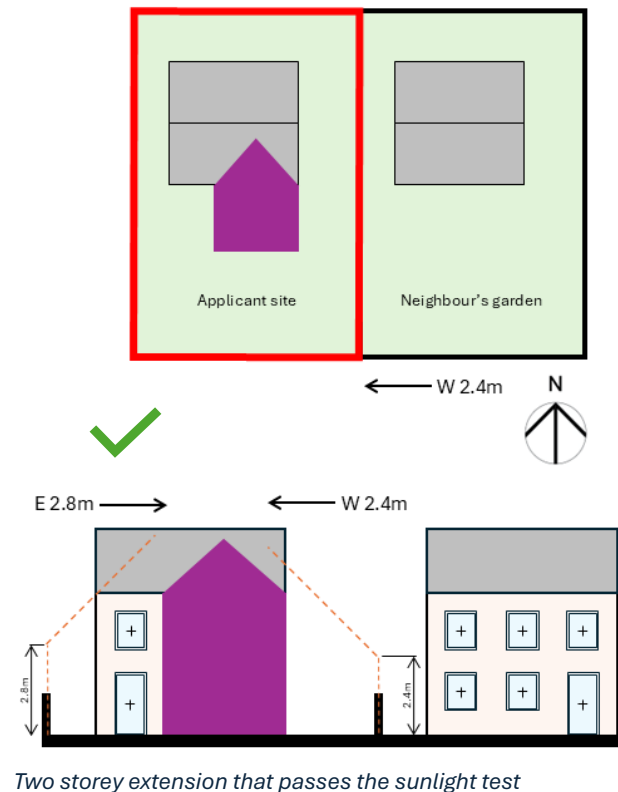 Applicant site
Neighbour's garden
W 2.4m
N
E 2.8m
W 2.4m
2.8m
2.4m
Two storey extension that passes the sunlight test